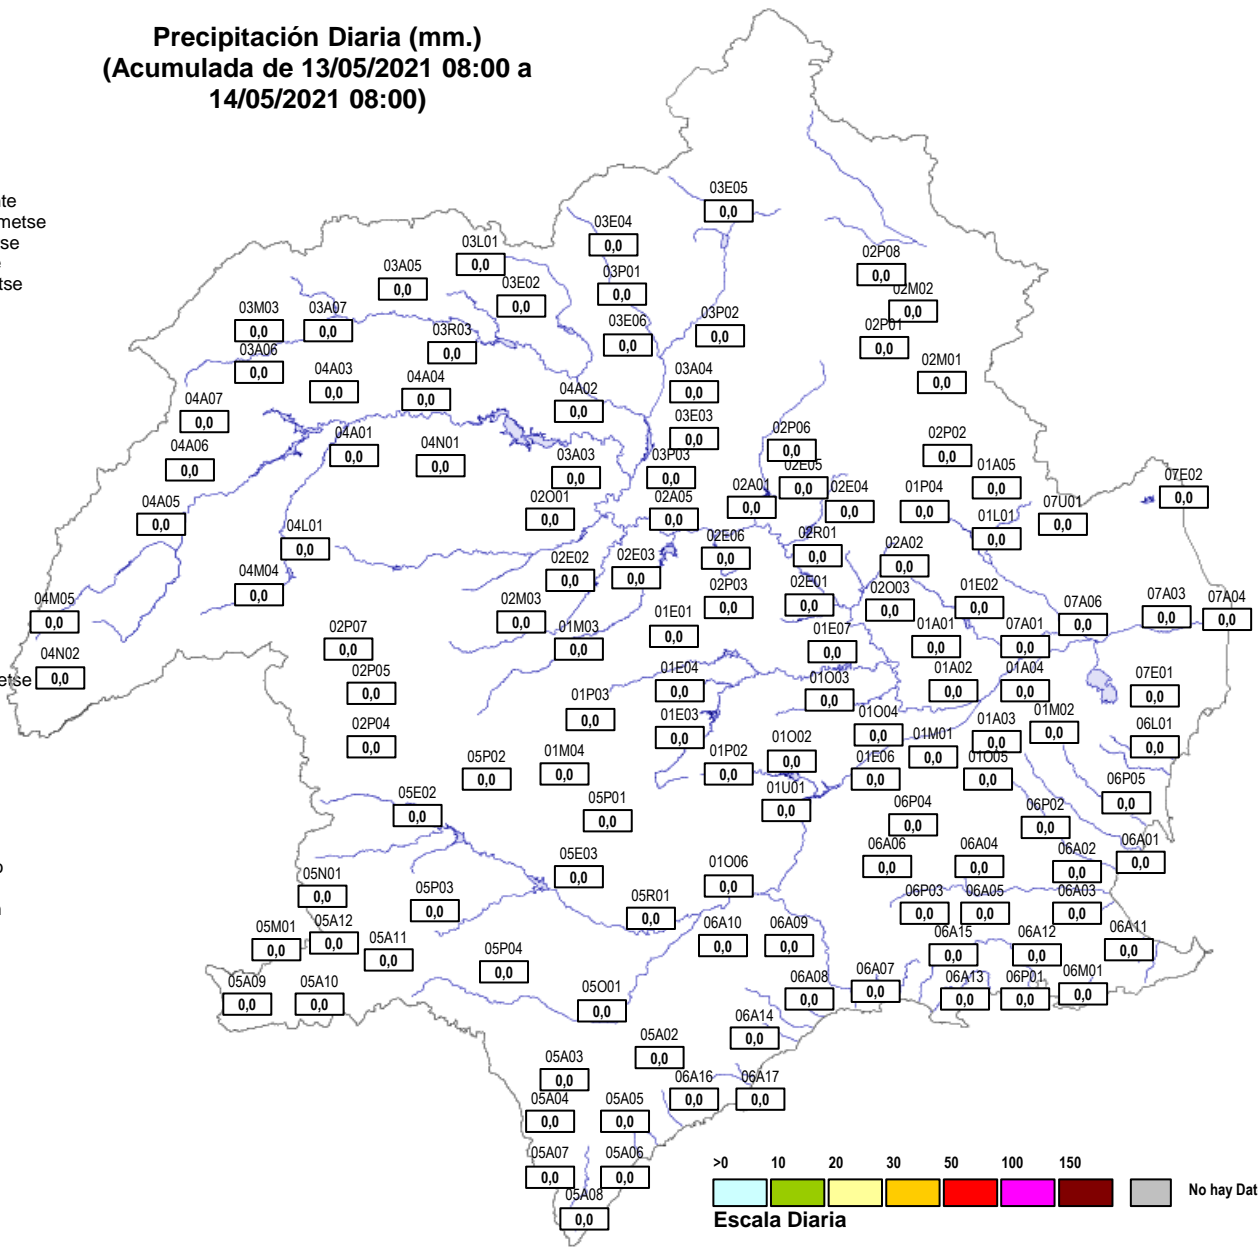 Precipitación Diaria (mm.)
(Acumulada de 13/05/2021 08:00 a
14/05/2021 08:00)
03E05
0,0
03E04
0,0
03L01
0,0
02P08
0,0
03A05
0,0
03P01
0,0
03E02
0,0
02M02
0,0
03M03
0,0
03A07
0,0
03P02
0,0
03E06
0,0
03R03
0,0
02P01
0,0
03A06
0,0
02M01
0,0
04A03
0,0
04A04
0,0
03A04
0,0
04A02
0,0
04A07
0,0
03E03
0,0
04A01
0,0
04N01
0,0
02P06
0,0
02P02
0,0
04A06
0,0
03A03
0,0
03P03
0,0
02E05
0,0
01A05
0,0
07E02
0,0
02A01
0,0
02E04
0,0
01P04
0,0
04A05
0,0
02O01
0,0
02A05
0,0
07U01
0,0
04L01
0,0
01L01
0,0
02E06
0,0
02R01
0,0
02A02
0,0
02E02
0,0
02E03
0,0
04M04
0,0
02P03
0,0
02E01
0,0
02O03
0,0
01E02
0,0
04M05
0,0
02M03
0,0
07A06
0,0
07A03
0,0
07A04
0,0
01E01
0,0
02P07
0,0
01M03
0,0
01E07
0,0
01A01
0,0
07A01
0,0
04N02
0,0
etse
02P05
0,0
01E04
0,0
01O03
0,0
01A02
0,0
01A04
0,0
07E01
0,0
01P03
0,0
02P04
0,0
01E03
0,0
01O04
0,0
01A03
0,0
01M02
0,0
06L01
0,0
01M01
0,0
05P02
0,0
01M04
0,0
01P02
0,0
01O02
0,0
01E06
0,0
01O05
0,0
05E02
0,0
05P01
0,0
01U01
0,0
06P05
0,0
06P04
0,0
06P02
0,0
05E03
0,0
06A06
0,0
06A04
0,0
06A02
0,0
06A01
0,0
05N01
0,0
01O06
0,0
05P03
0,0
05R01
0,0
06P03
0,0
06A05
0,0
06A03
0,0
05M01
0,0
05A12
0,0
05A11
0,0
06A10
0,0
06A09
0,0
06A15
0,0
06A12
0,0
06A11
0,0
05P04
0,0
05A09
0,0
05A10
0,0
05O01
0,0
06A08
0,0
06A07
0,0
06A13
0,0
06P01
0,0
06M01
0,0
06A14
0,0
05A02
0,0
05A03
0,0
06A16
0,0
06A17
0,0
05A04
0,0
05A05
0,0
05A07
0,0
05A06
0,0
05A08
0,0
>0 10 20 30 50 100 150
No hay Dat
Escala Diaria